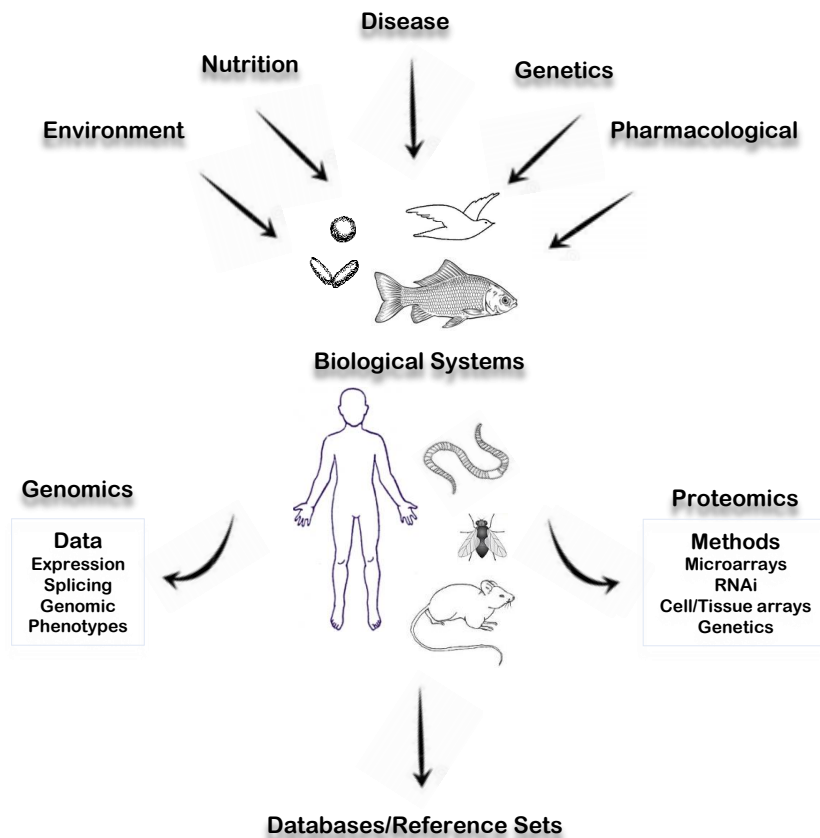 Disease
Nutrition
Genetics
Environment
Pharmacological
Biological Systems
Genomics
Data
Expression
Splicing
Genomic
Phenotypes
Proteomics
Methods
Microarrays
RNAi
Cell/Tissue arrays
Genetics
Databases/Reference Sets